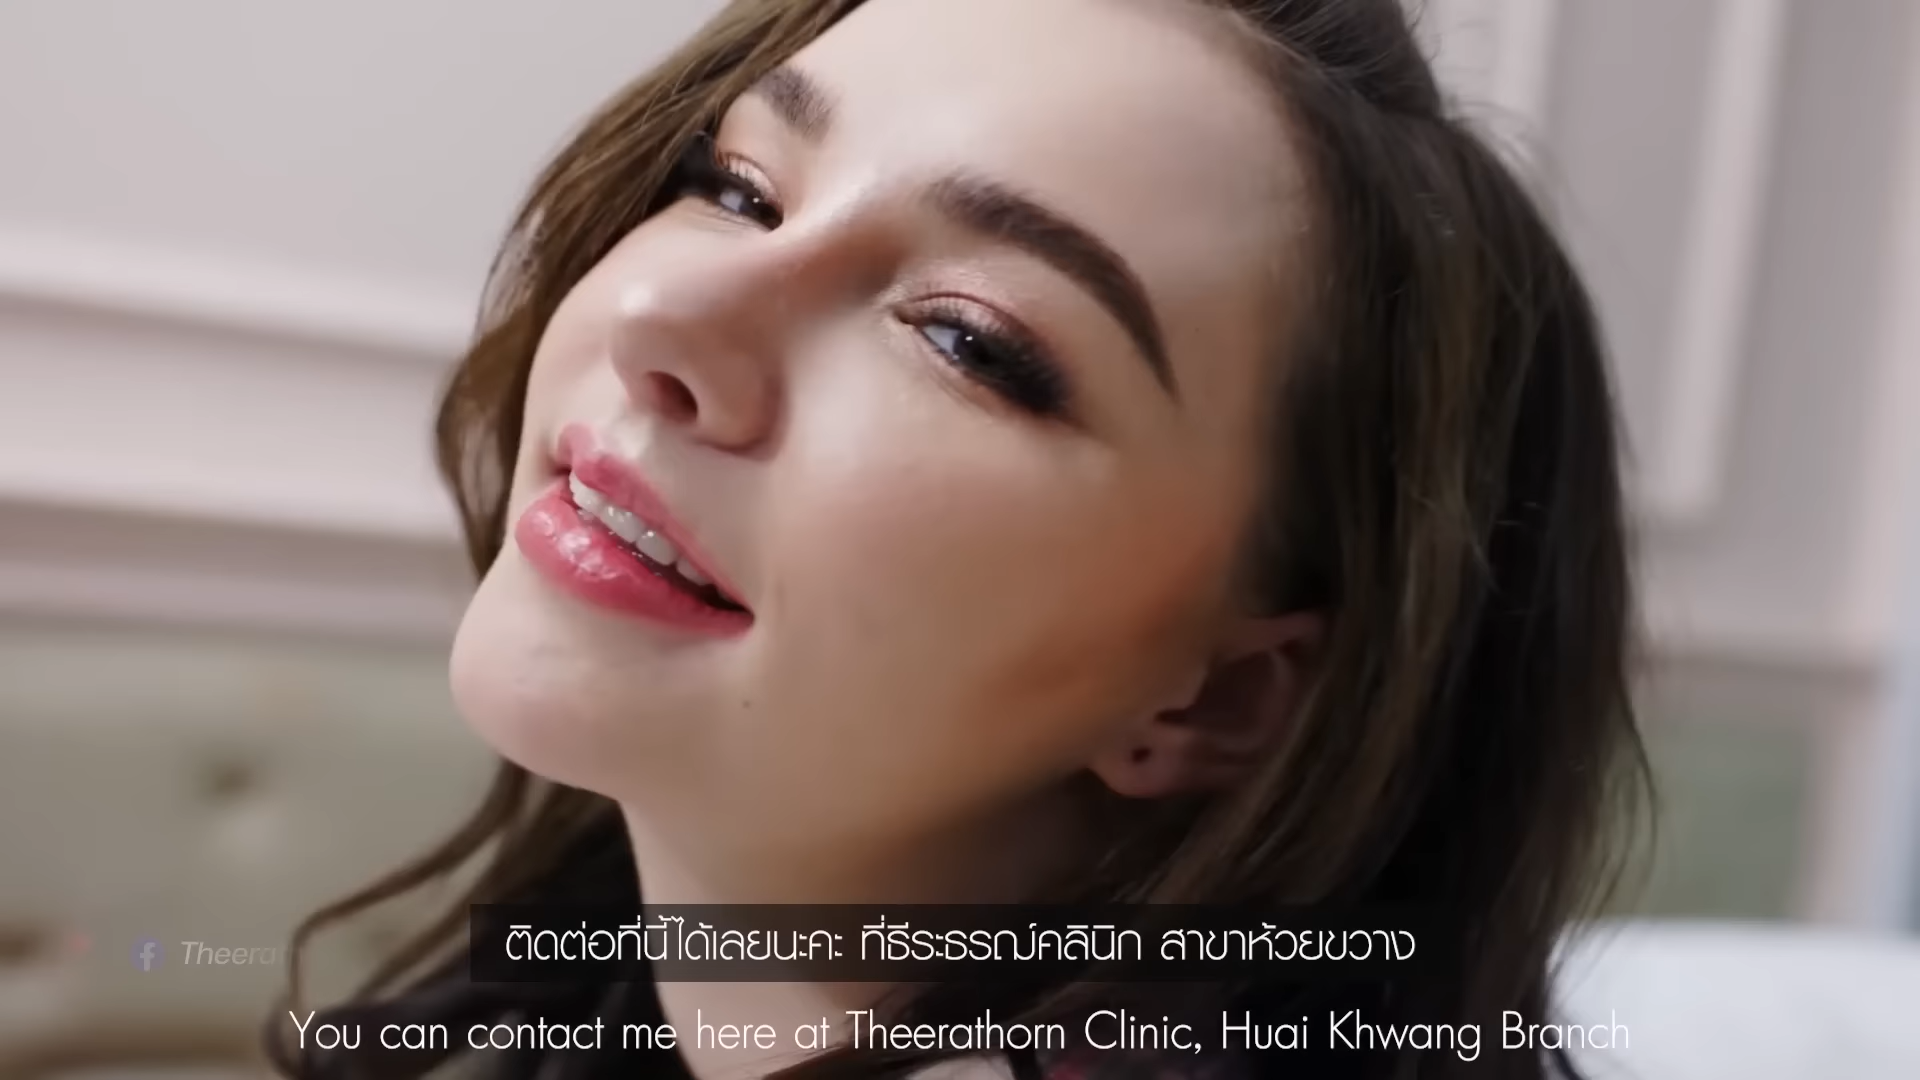 ติดต่อที่นี้ได้เลยนะคะ ที่ธีระธรณ์คลินิก สาขาห้วยขวาง
You can contact me here at Theerathorn Clinic, Huai Khwang Branch